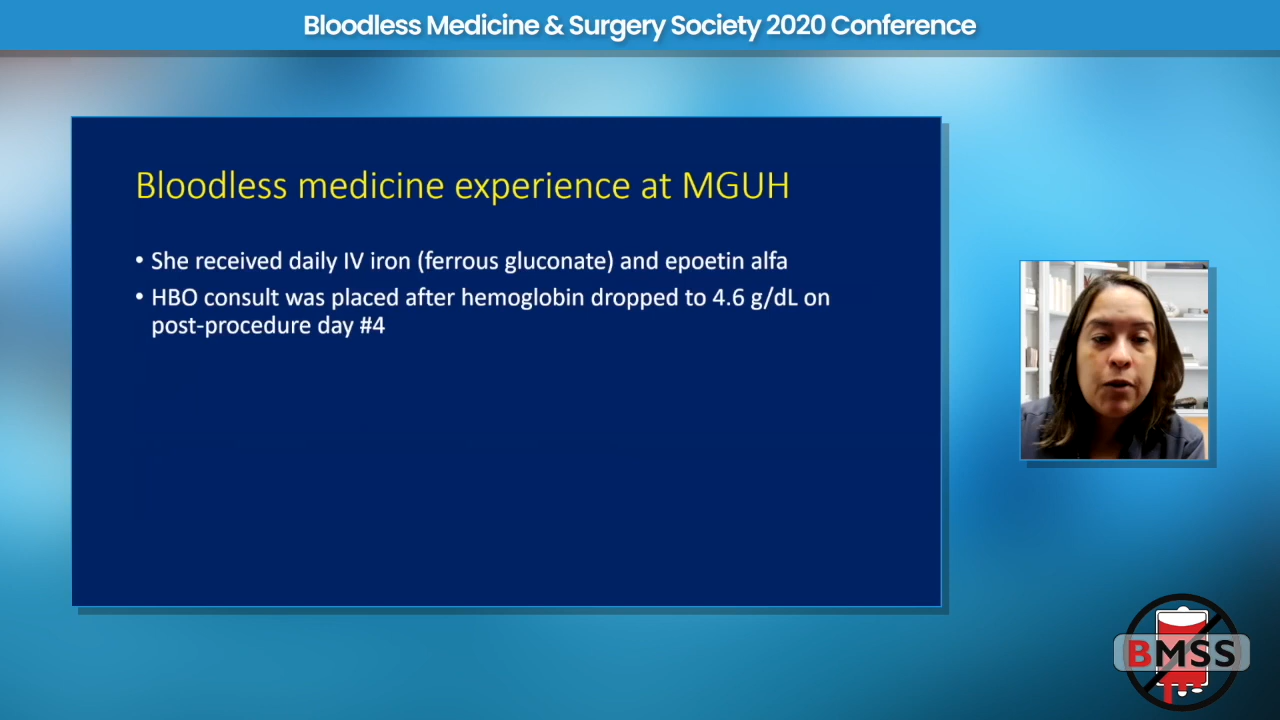 Bloodless Medicine & Surgery Society 2020 Conference
Bloodless medicine experience at MGUH
• She received daily IV iron (ferrous gluconate) and epoetin alfa
• HBO consult was placed after hemoglobin dropped to 4.6 g/dL on
post-procedure day #4
BMSS